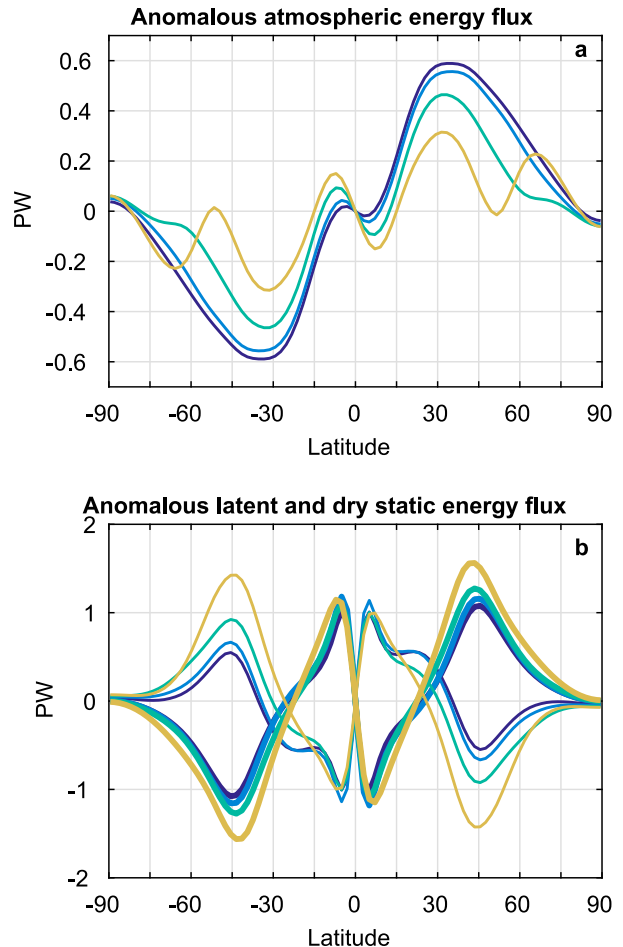 Anomalous atmospheric energy flux
a
0.6
0.4
0.2
0
-0.2
-0.4
-0.6
PW
-90 -60 -30 0 30 60 90
Latitude
Anomalous latent and dry static energy flux
b
2
1
0
-1
-2
PW
-90 -60 -30 0 30 60 90
Latitude